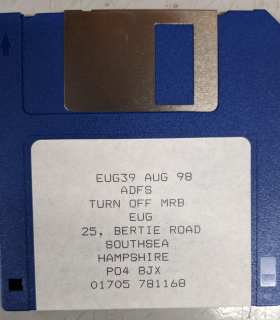 EUG39 AUG 98
ADFS
TURN OFF MRB
EUG
25, BERTIE ROAD
SOUTHSEA
HAMPSHIRE
PO4 8JX
01705 781168